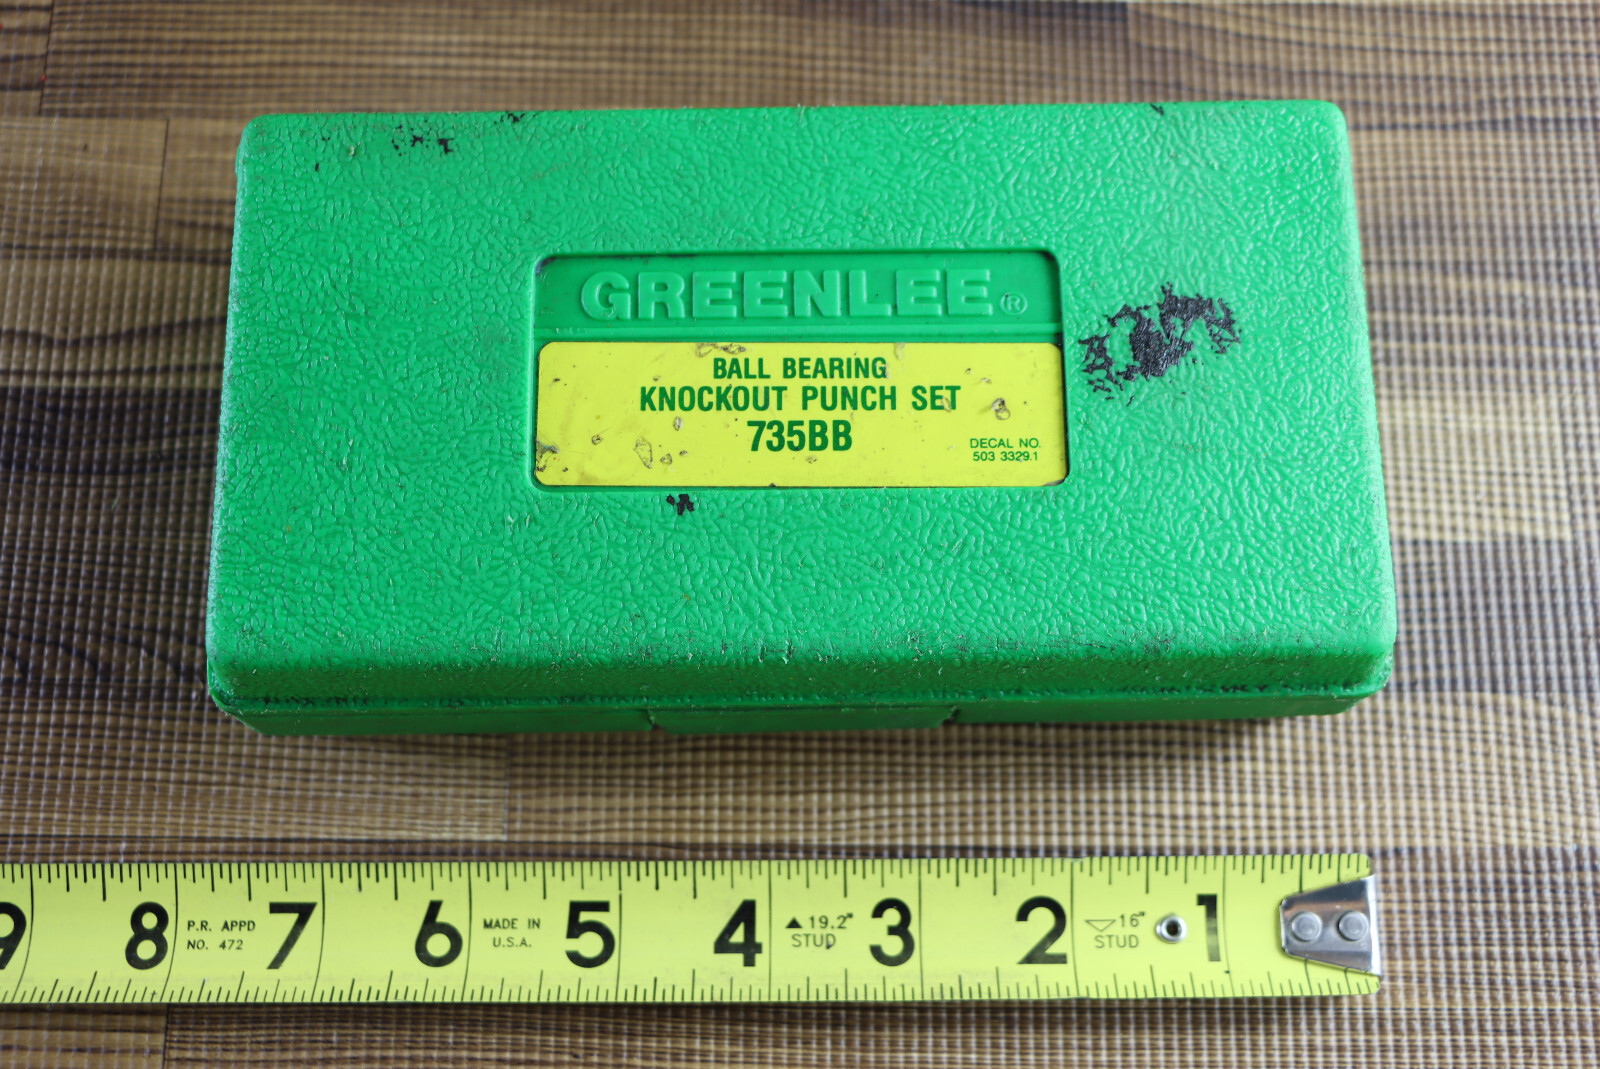 GREENLEE®
BALL BEARING
KNOCKOUT PUNCH SET
735BB
DECAL NO.
503 3329.1
9 8 P.R. APPD 7 6 MADE IN 5 4 ▲19.2" 3 2 ▽16" 1
NO. 472 U.S.A. STUD STUD